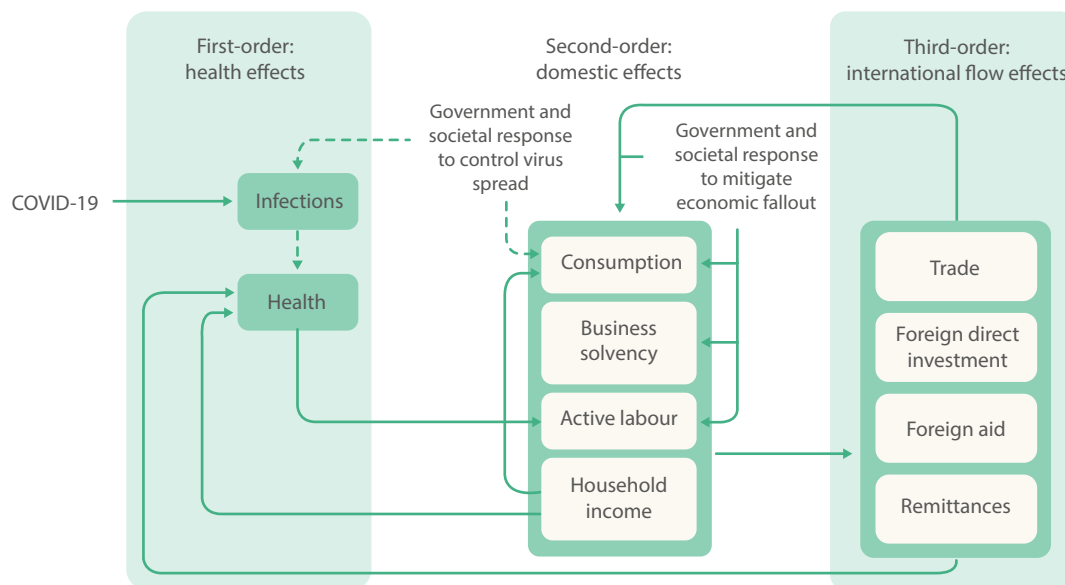 First-order:
health effects
Second-order:
domestic effects
Third-order:
international flow effects
Government and
societal response
to control virus
spread
Government and
societal response
to mitigate
economic fallout
COVID-19
Infections
Health
Consumption
Business
solvency
Active labour
Household
income
Trade
Foreign direct
investment
Foreign aid
Remittances